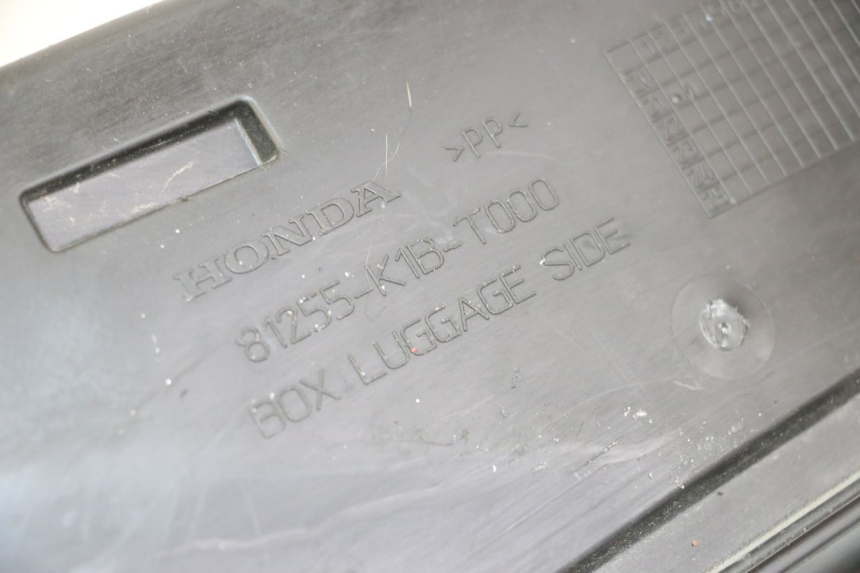 >PP<
HONDA
81255-K1B-T000
BOX, LUGGAGE SIDE